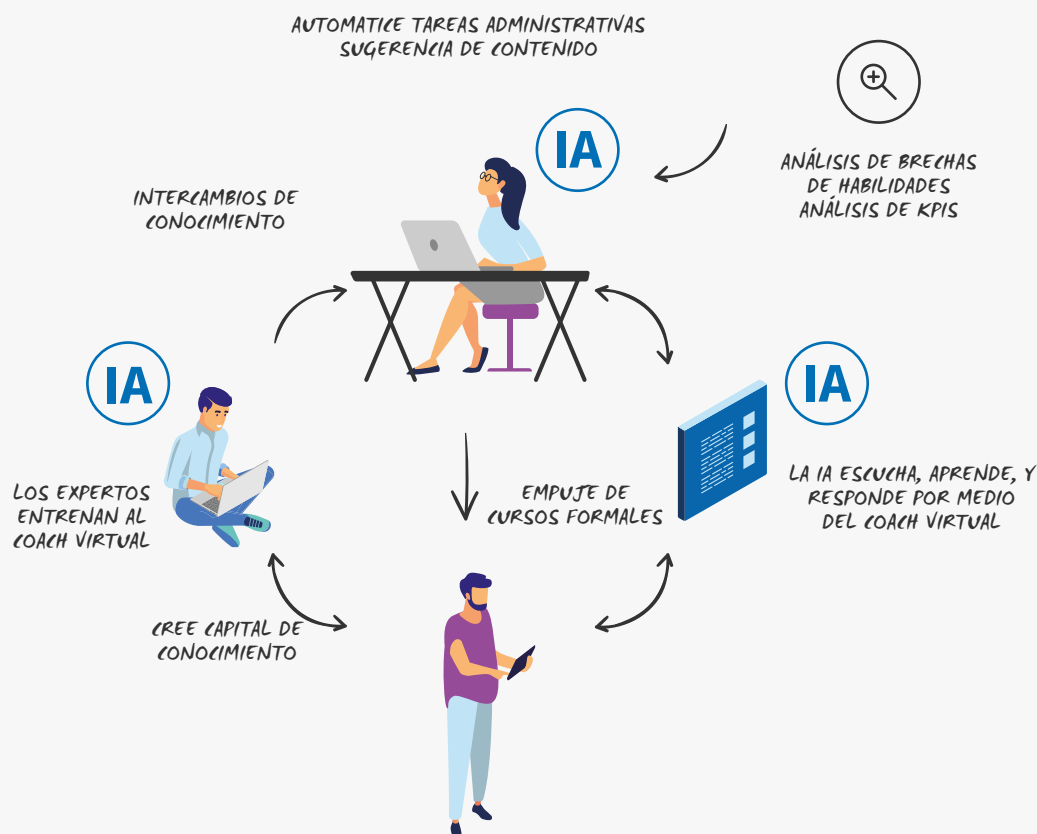 AUTOMATICE TAREAS ADMINISTRATIVAS
SUGERENCIA DE CONTENIDO
IA
ANÁLISIS DE BRECHAS
DE HABILIDADES
ANÁLISIS DE KPIS
INTERCAMBIOS DE
CONOCIMIENTO
IA
IA
LOS EXPERTOS
ENTRENAN AL
COACH VIRTUAL
EMPUJE DE
CURSOS FORMALES
LA IA ESCUCHA, APRENDE, Y
RESPONDE POR MEDIO
DEL COACH VIRTUAL
CREE CAPITAL DE
CONOCIMIENTO